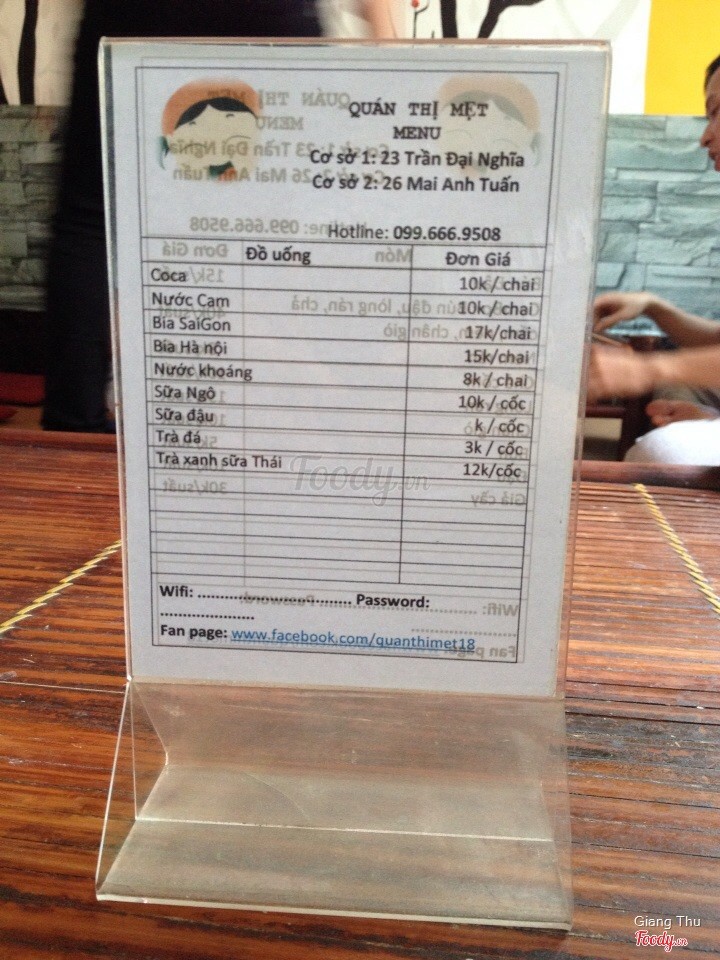 QUÁN THỊ MẸT
MENU
Cơ sở 1: 23 Trần Đại Nghĩa
Cơ sở 2: 26 Mai Anh Tuấn
Hotline: 099.666.9508
Đồ uống Đơn Giá
Coca 10k / chai
Nước Cam 10k / chai
Bia SaiGon 17k/chai
Bia Hà nội 15k/chai
Nước khoáng 8k / chai
Sữa Ngô 10k / cốc
Sữa đậu k / cốc
Trà đá 3k / cốc
Trà xanh sữa Thái 12k/cốc
Foody.vn
Wifi: ................................ Password:
....................
Fan page: www.facebook.com/quanthimet18
Giang Thu
Foody.vn